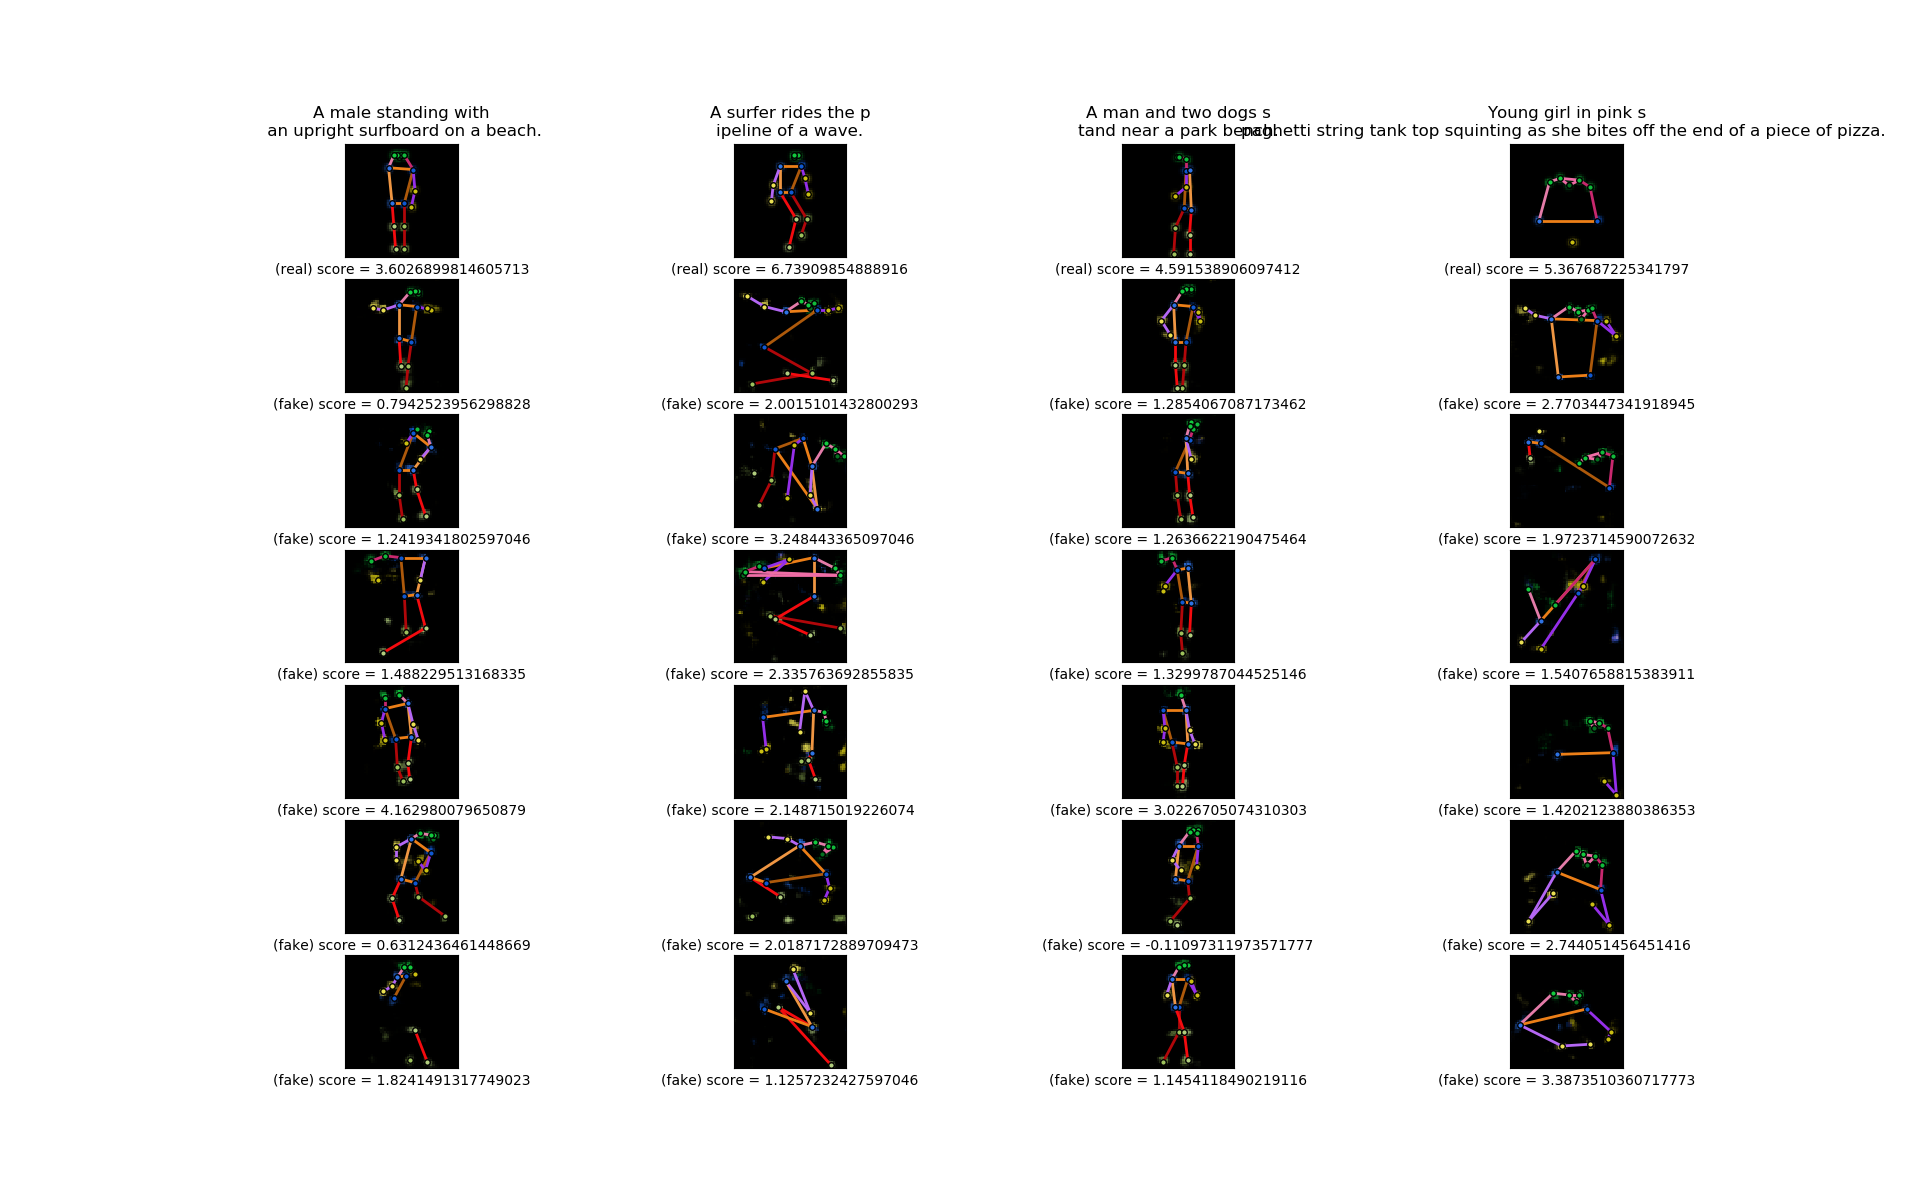 A male standing with
an upright surfboard on a beach.
A surfer rides the p
ipeline of a wave.
A man and two dogs s
tand near a park bench.
Young girl in pink s
paghetti string tank top squinting as she bites off the end of a piece of pizza.
(real) score = 3.6026899814605713
(real) score = 6.73909854888916
(real) score = 4.591538906097412
(real) score = 5.367687225341797
(fake) score = 0.7942523956298828
(fake) score = 2.0015101432800293
(fake) score = 1.2854067087173462
(fake) score = 2.7703447341918945
(fake) score = 1.2419341802597046
(fake) score = 3.248443365097046
(fake) score = 1.2636622190475464
(fake) score = 1.9723714590072632
(fake) score = 1.488229513168335
(fake) score = 2.335763692855835
(fake) score = 1.3299787044525146
(fake) score = 1.5407658815383911
(fake) score = 4.162980079650879
(fake) score = 2.148715019226074
(fake) score = 3.0226705074310303
(fake) score = 1.4202123880386353
(fake) score = 0.6312436461448669
(fake) score = 2.0187172889709473
(fake) score = -0.11097311973571777
(fake) score = 2.744051456451416
(fake) score = 1.8241491317749023
(fake) score = 1.1257232427597046
(fake) score = 1.1454118490219116
(fake) score = 3.3873510360717773